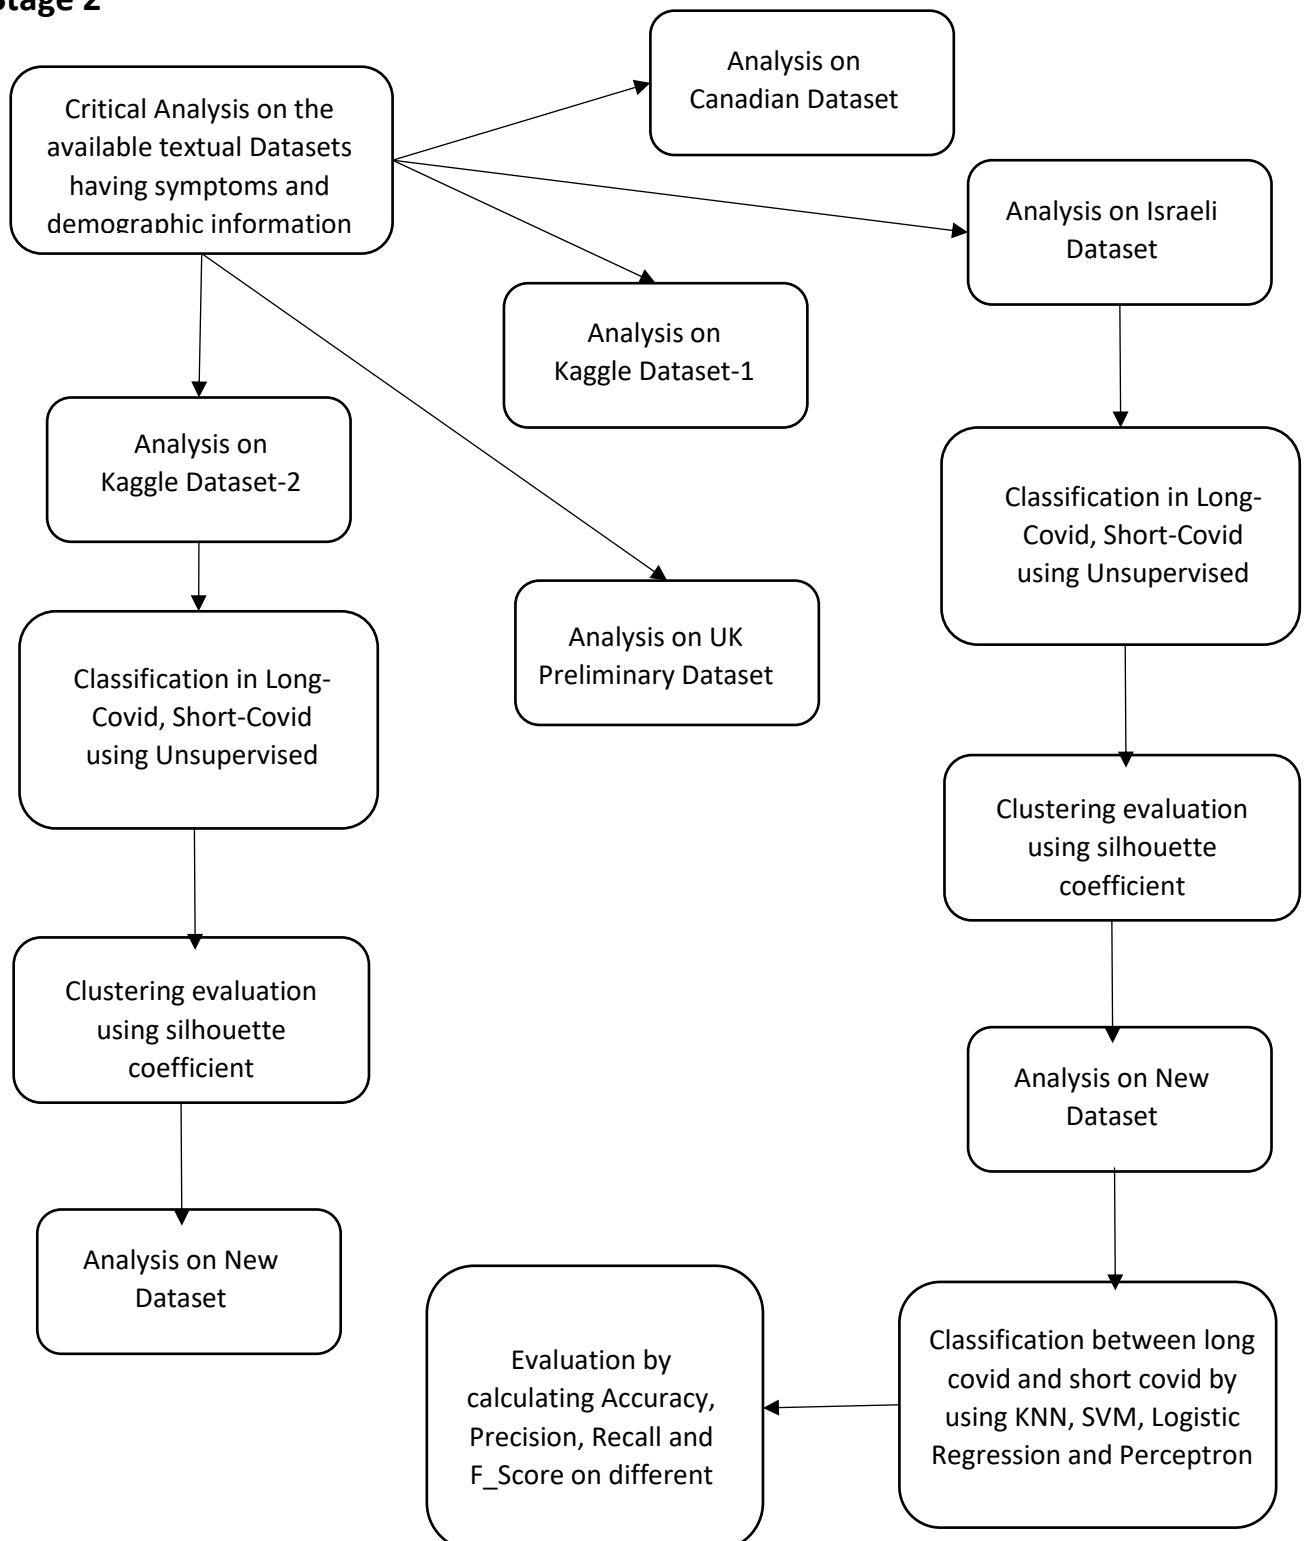 Stage 2
Analysis on
Canadian Dataset
Critical Analysis on the
available textual Datasets
having symptoms and
demographic information
Analysis on Israeli
Dataset
Analysis on
Kaggle Dataset-1
Analysis on
Kaggle Dataset-2
Classification in Long-
Covid, Short-Covid
using Unsupervised
Analysis on UK
Preliminary Dataset
Classification in Long-
Covid, Short-Covid
using Unsupervised
Clustering evaluation
using silhouette
coefficient
Clustering evaluation
using silhouette
coefficient
Analysis on New
Dataset
Analysis on New
Dataset
Classification between long
covid and short covid by
using KNN, SVM, Logistic
Regression and Perceptron
Evaluation by
calculating Accuracy,
Precision, Recall and
F_Score on different